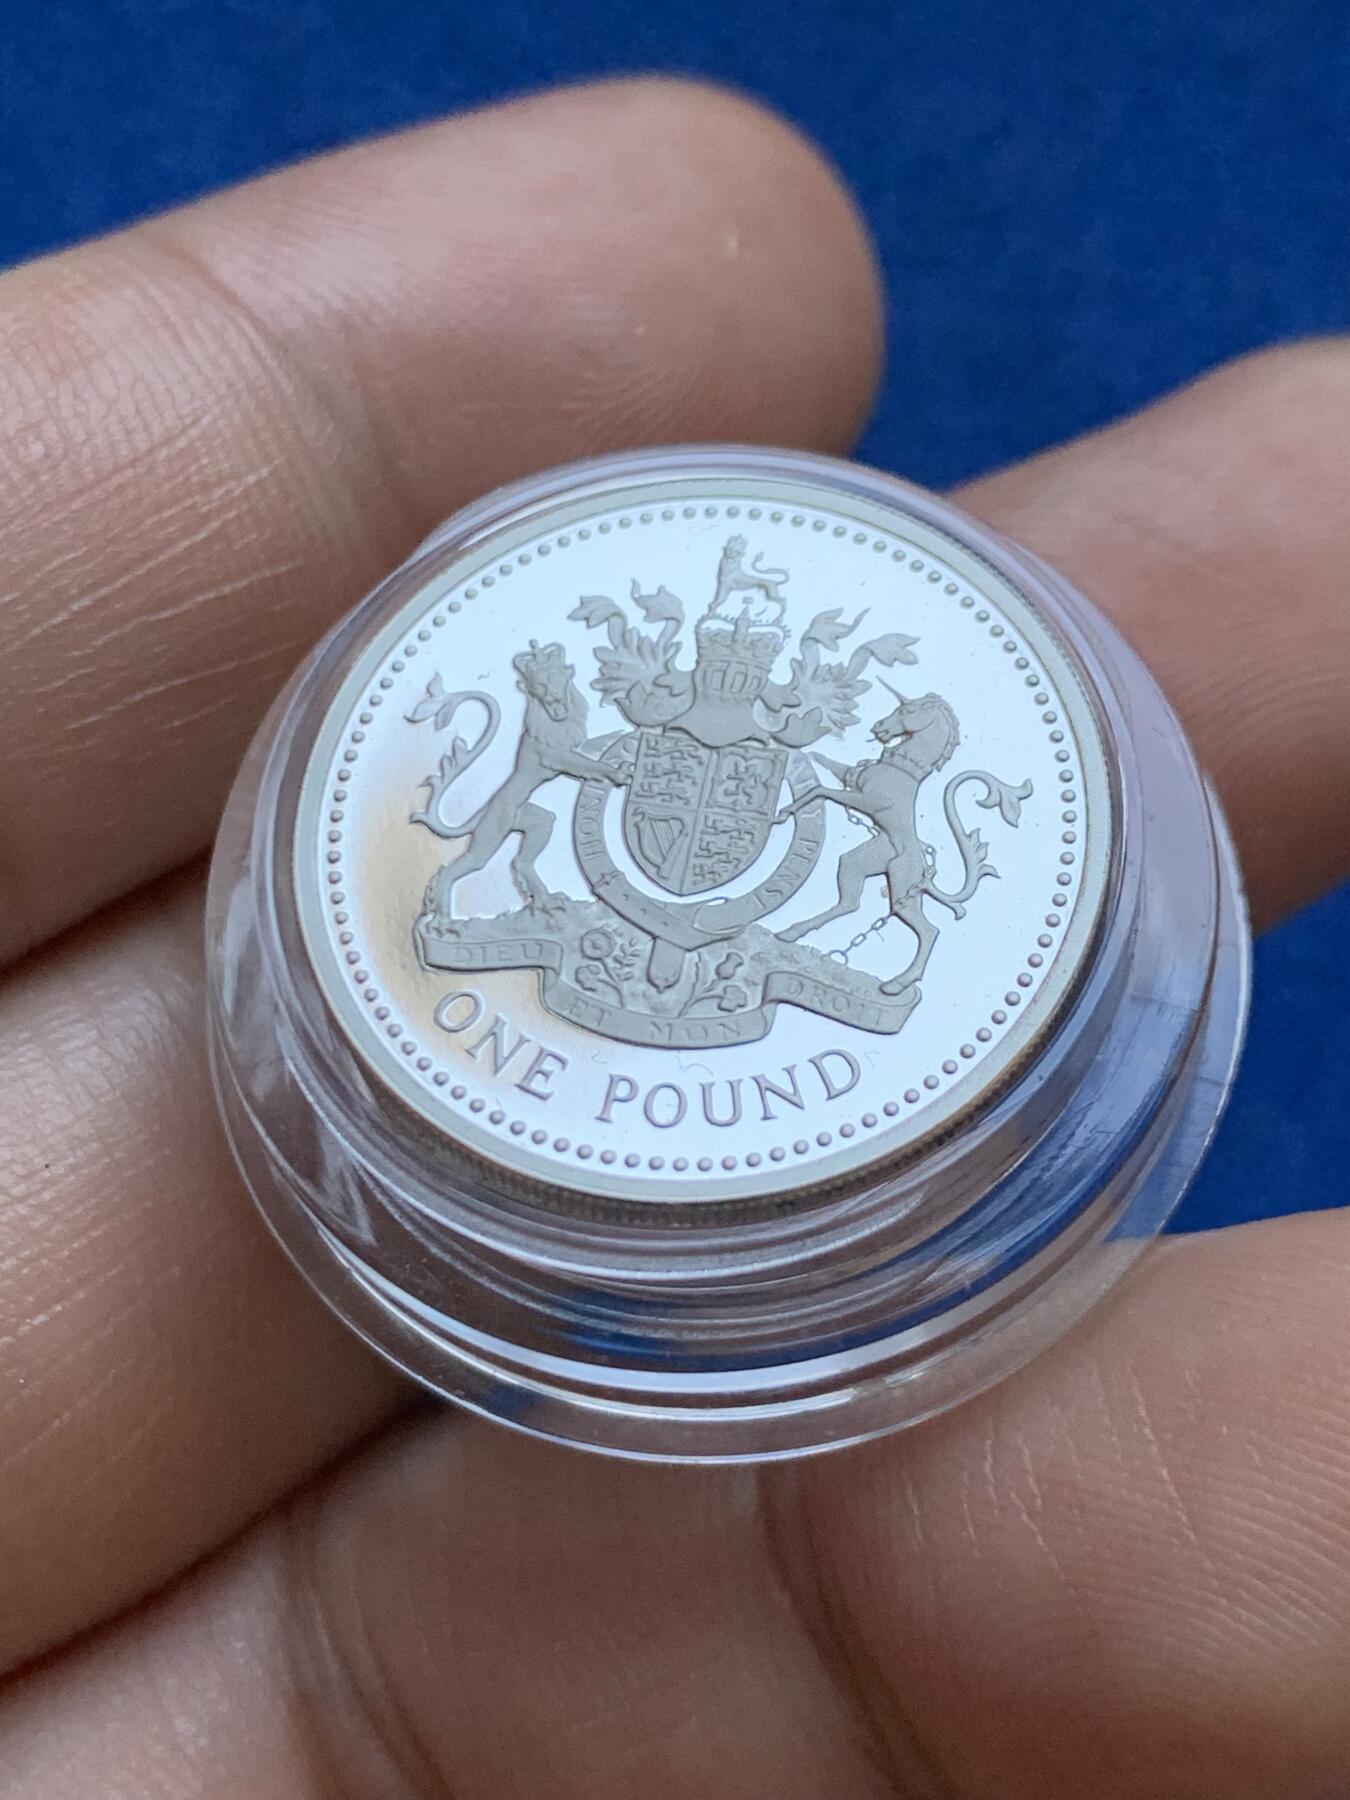 HONI
Y PENSE
DIEU ET MON DROIT
ONE POUND